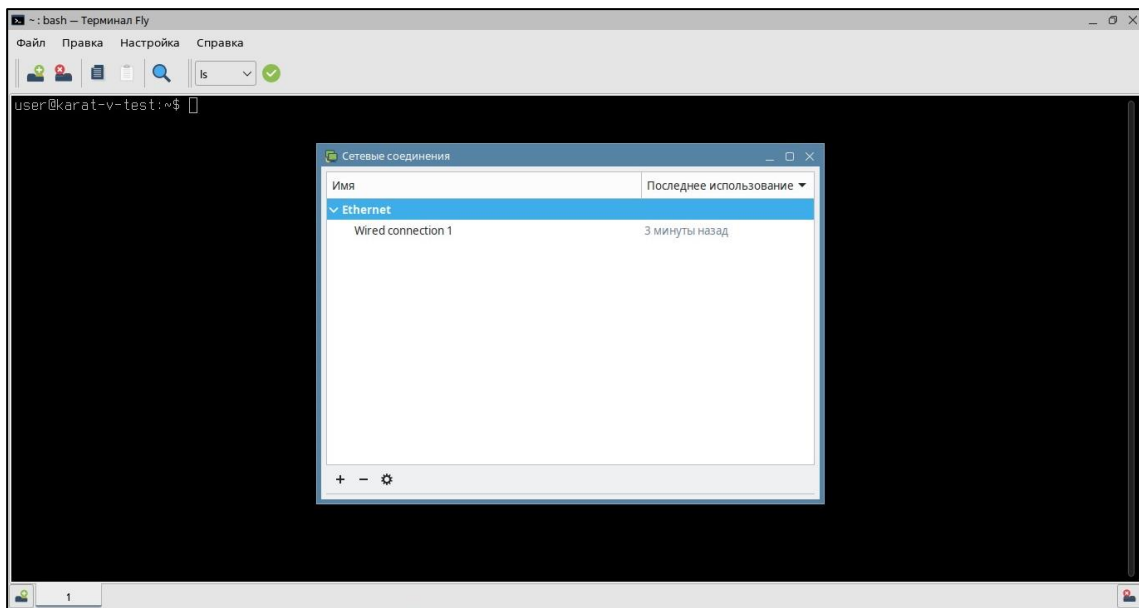 ~ : bash — Терминал Fly
Файл Правка Настройка Справка
ls
user@karat-v-test:~$
Сетевые соединения
Имя Последнее использование
Ethernet
Wired connection 1 3 минуты назад
1